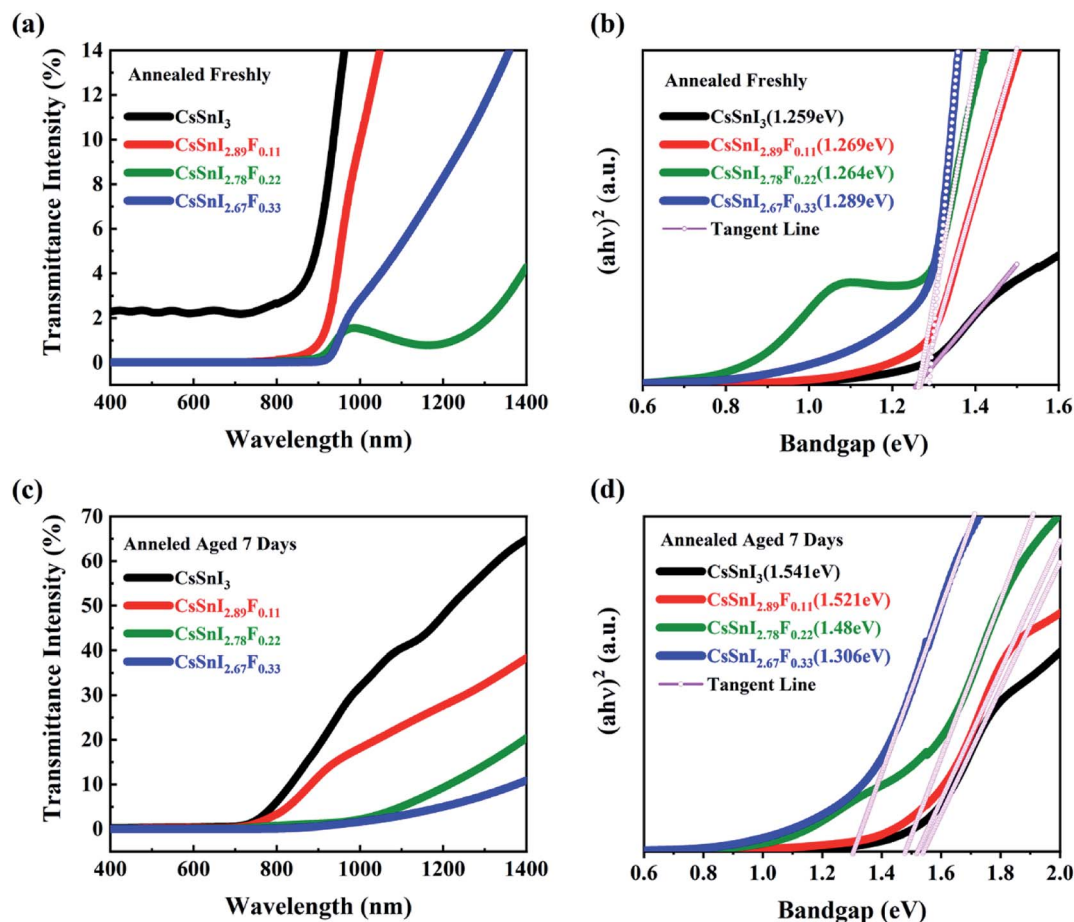 (a)
14
12
10
8
6
4
2
0
Transmittance Intensity (%)
Annealed Freshly
CsSnI₃
CsSnI₂.₈₉F₀.₁₁
CsSnI₂.₇₈F₀.₂₂
CsSnI₂.₆₇F₀.₃₃
400 600 800 1000 1200 1400
Wavelength (nm)
(b)
(ahν)² (a.u.)
Annealed Freshly
CsSnI₃(1.259eV)
CsSnI₂.₈₉F₀.₁₁(1.269eV)
CsSnI₂.₇₈F₀.₂₂(1.264eV)
CsSnI₂.₆₇F₀.₃₃(1.289eV)
Tangent Line
0.6 0.8 1.0 1.2 1.4 1.6
Bandgap (eV)
(c)
70
60
50
40
30
20
10
0
Transmittance Intensity (%)
Anneled Aged 7 Days
CsSnI₃
CsSnI₂.₈₉F₀.₁₁
CsSnI₂.₇₈F₀.₂₂
CsSnI₂.₆₇F₀.₃₃
400 600 800 1000 1200 1400
Wavelength (nm)
(d)
(ahν)² (a.u.)
Annealed Aged 7 Days
CsSnI₃(1.541eV)
CsSnI₂.₈₉F₀.₁₁(1.521eV)
CsSnI₂.₇₈F₀.₂₂(1.48eV)
CsSnI₂.₆₇F₀.₃₃(1.306eV)
Tangent Line
0.6 0.8 1.0 1.2 1.4 1.6 1.8 2.0
Bandgap (eV)